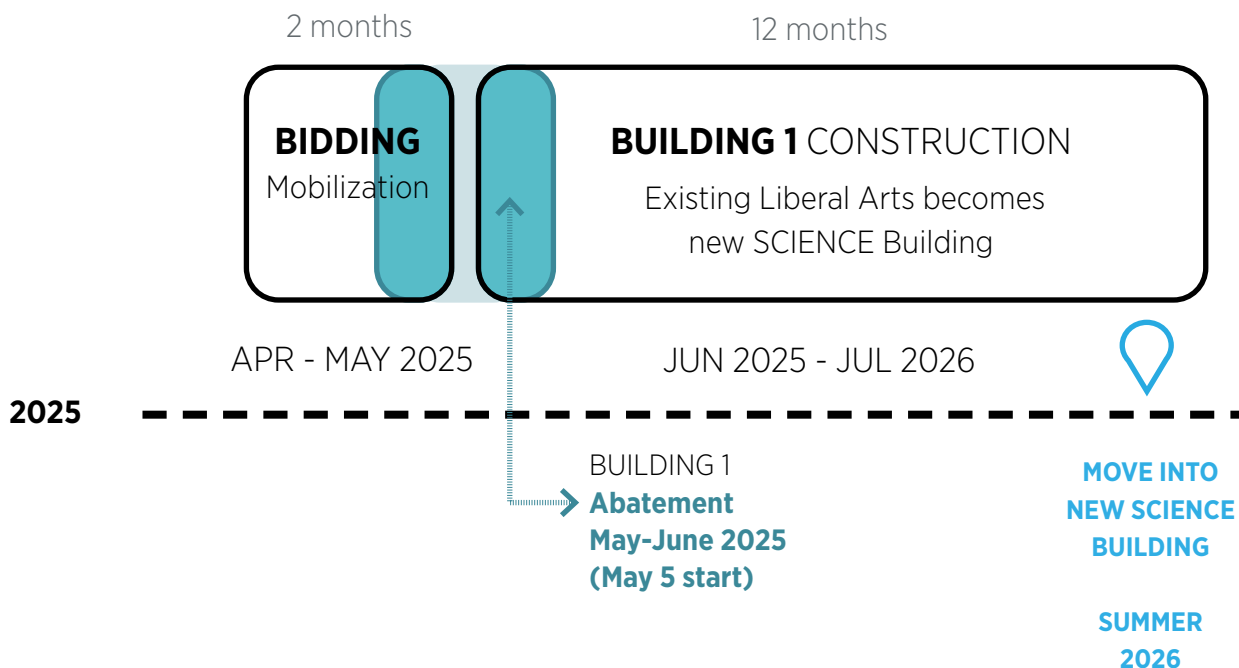 2 months
12 months
BIDDING
Mobilization
BUILDING 1 CONSTRUCTION
Existing Liberal Arts becomes
new SCIENCE Building
APR - MAY 2025
JUN 2025 - JUL 2026
2025
BUILDING 1
Abatement
May-June 2025
(May 5 start)
MOVE INTO
NEW SCIENCE
BUILDING
SUMMER
2026